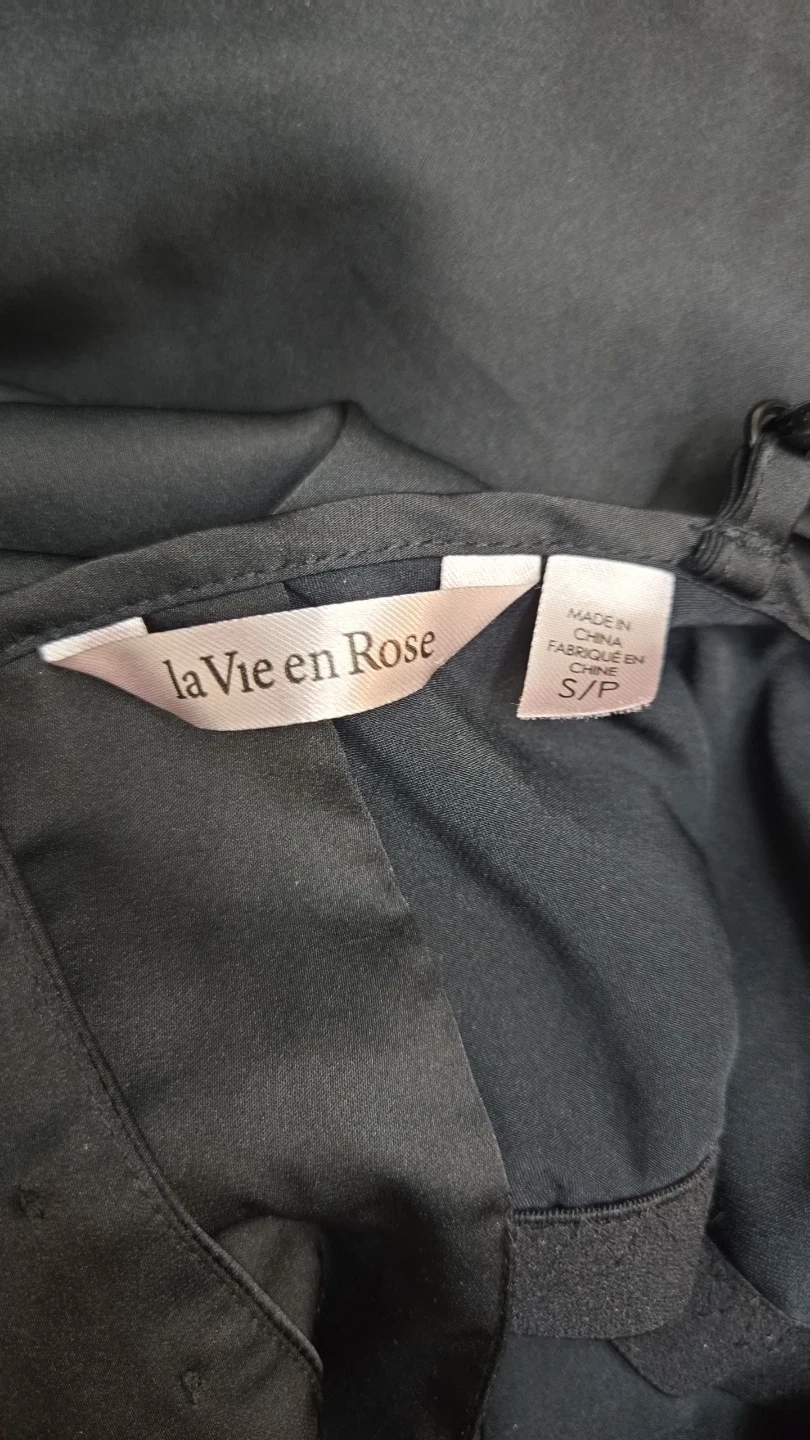 la Vie en Rose
MADE IN
CHINA
FABRIQUÉ EN
CHINE
S/P